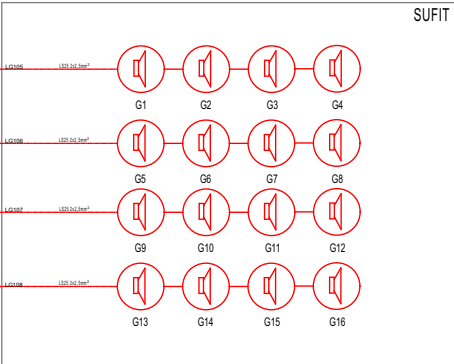 SUFIT
LG105 LS25 2x2,5mm²
G1 G2 G3 G4
LG106 LS25 2x2,5mm²
G5 G6 G7 G8
LG107 LS25 2x2,5mm²
G9 G10 G11 G12
LG108 LS25 2x2,5mm²
G13 G14 G15 G16